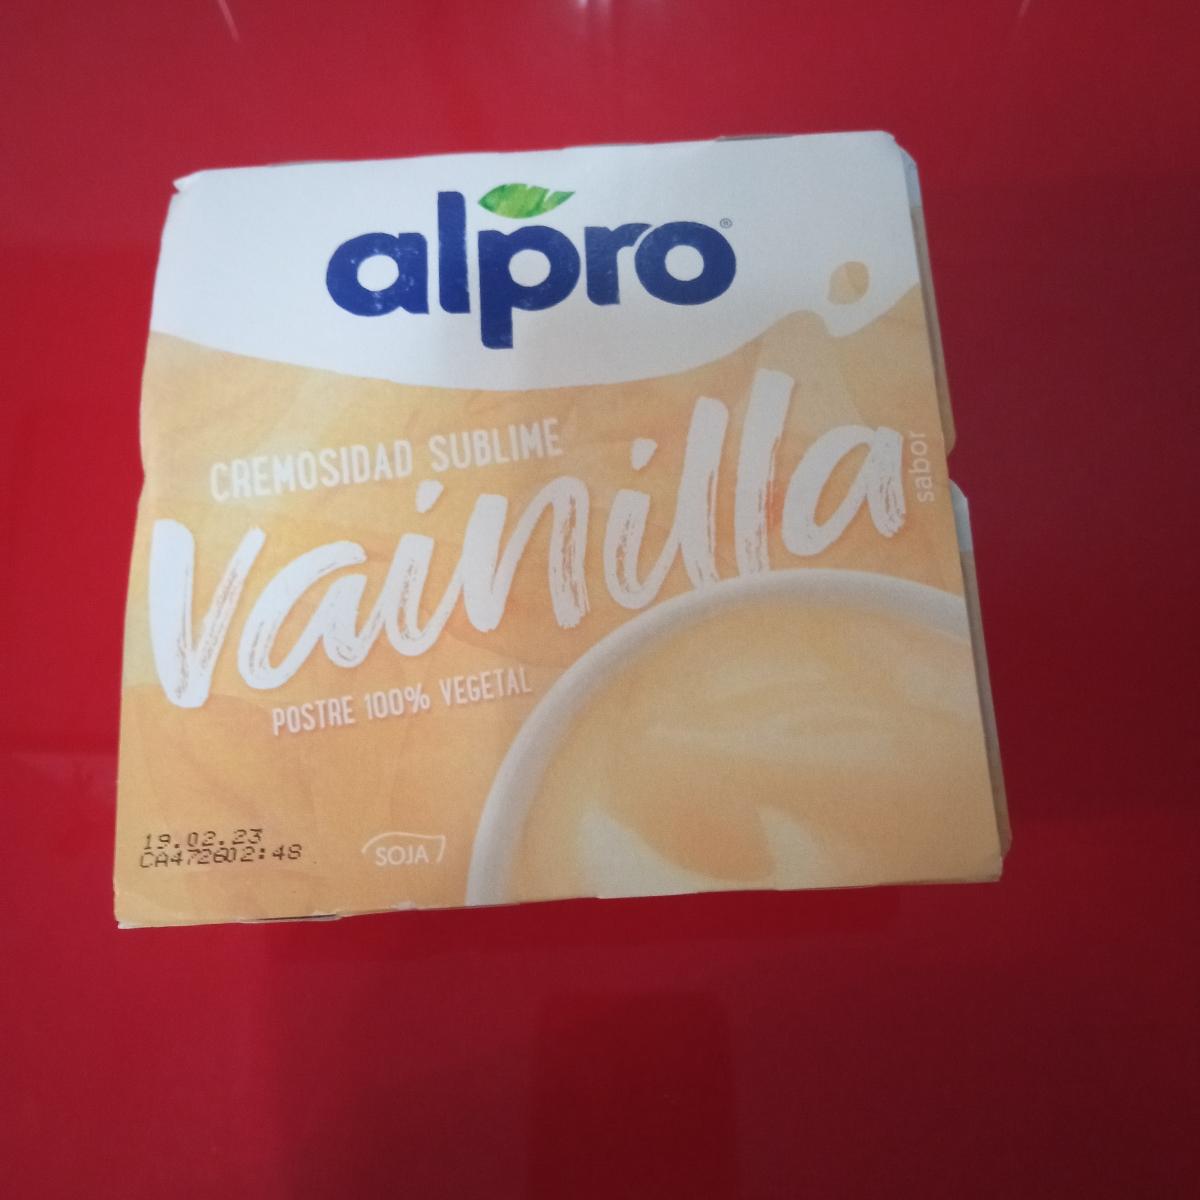 alpro®
CREMOSIDAD SUBLIME
Vainilla
sabor
POSTRE 100% VEGETAL
19.02.23
CA472602:48
SOJA